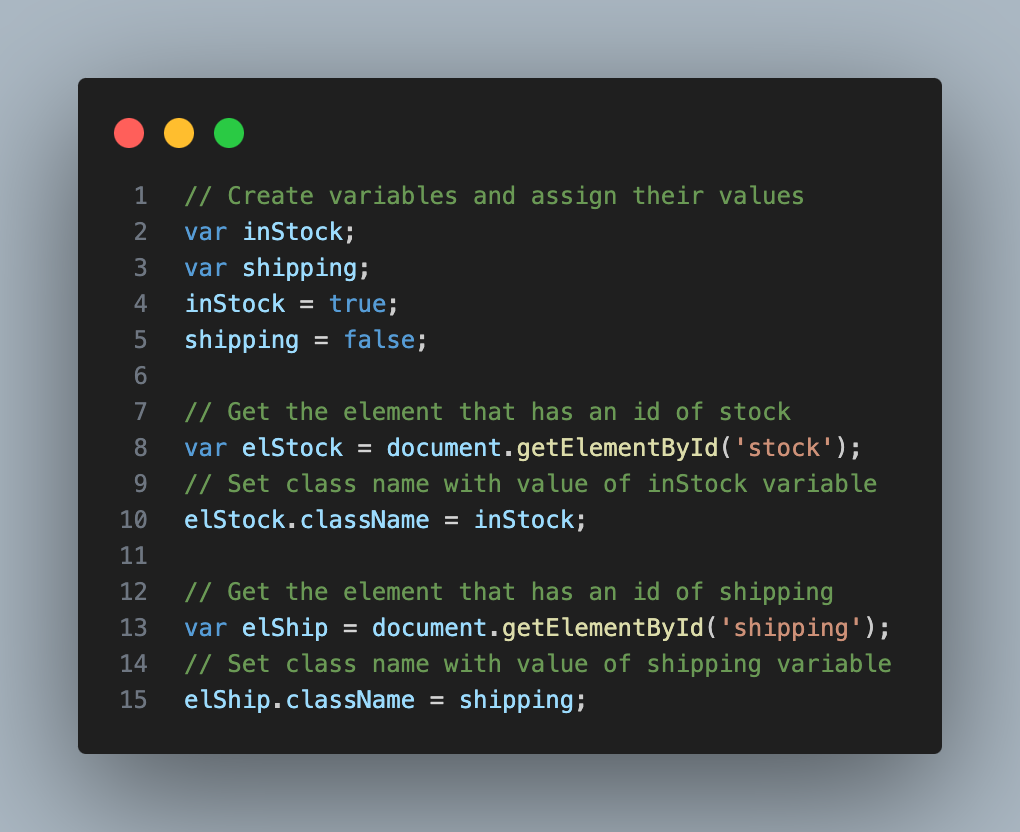 1 // Create variables and assign their values
2 var inStock;
3 var shipping;
4 inStock = true;
5 shipping = false;
6
7 // Get the element that has an id of stock
8 var elStock = document.getElementById('stock');
9 // Set class name with value of inStock variable
10 elStock.className = inStock;
11
12 // Get the element that has an id of shipping
13 var elShip = document.getElementById('shipping');
14 // Set class name with value of shipping variable
15 elShip.className = shipping;